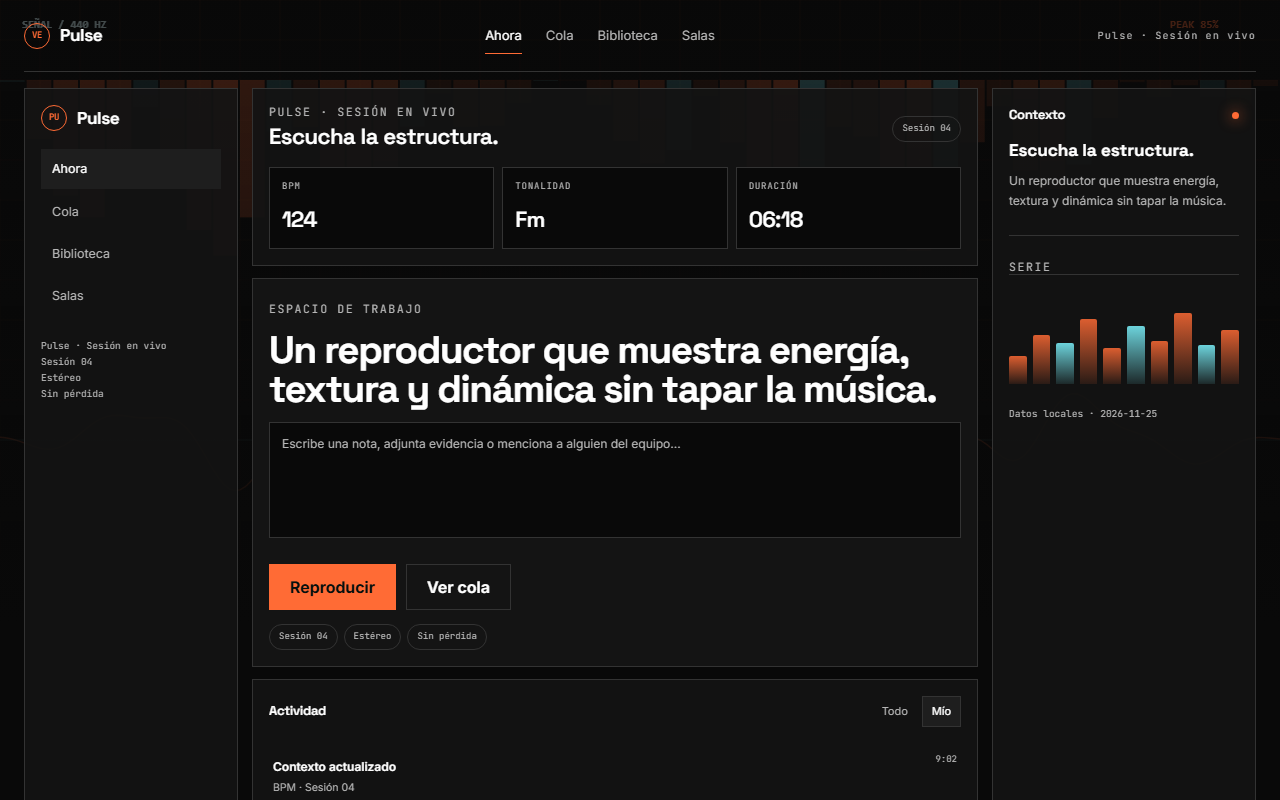 SEÑAL / 440 HZ
PEAK 85%
VE
Pulse
Ahora
Cola
Biblioteca
Salas
Pulse · Sesión en vivo
PU
Pulse
Ahora
Cola
Biblioteca
Salas
Pulse · Sesión en vivo
Sesión 04
Estéreo
Sin pérdida
PULSE · SESIÓN EN VIVO
Escucha la estructura.
Sesión 04
BPM
124
TONALIDAD
Fm
DURACIÓN
06:18
ESPACIO DE TRABAJO
Un reproductor que muestra energía,
textura y dinámica sin tapar la música.
Escribe una nota, adjunta evidencia o menciona a alguien del equipo...
Reproducir
Ver cola
Sesión 04
Estéreo
Sin pérdida
Actividad
Todo
Mío
Contexto actualizado
9:02
BPM · Sesión 04
Contexto
Escucha la estructura.
Un reproductor que muestra energía,
textura y dinámica sin tapar la música.
SERIE
Datos locales · 2026-11-25